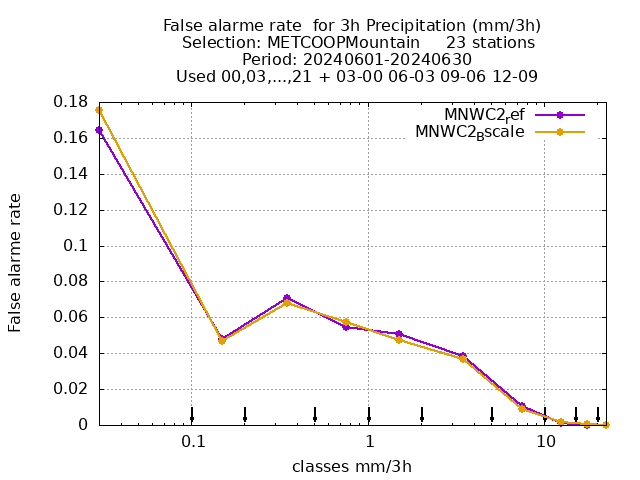 False alarme rate  for 3h Precipitation (mm/3h)
Selection: METCOOPMountain     23 stations
Period: 20240601-20240630
Used 00,03,...,21 + 03-00 06-03 09-06 12-09
MNWC2ref
MNWC2Bscale
0.18
0.16
0.14
0.12
0.1
0.08
0.06
0.04
0.02
0
False alarme rate
0.1
1
10
classes mm/3h